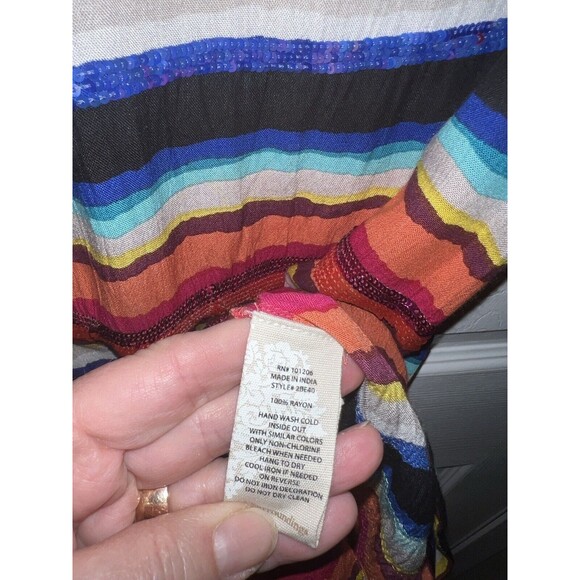 RN# 101206
MADE IN INDIA
STYLE# 28E40
100% RAYON
HAND WASH COLD
INSIDE OUT
WITH SIMILAR COLORS
ONLY NON-CHLORINE
BLEACH WHEN NEEDED
HANG TO DRY
COOL IRON IF NEEDED
ON REVERSE
DO NOT IRON DECORATION
DO NOT DRY CLEAN